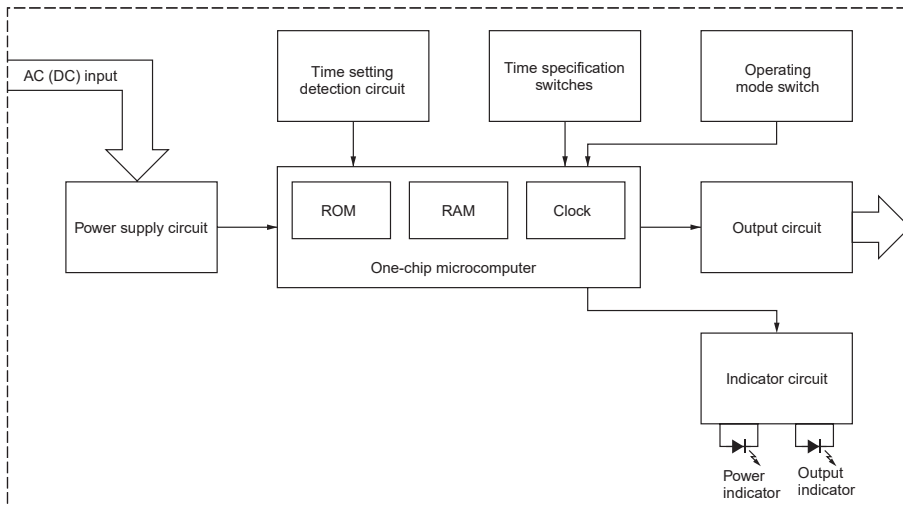 AC (DC) input
Time setting
detection circuit
Time specification
switches
Operating
mode switch
Power supply circuit
ROM
RAM
Clock
One-chip microcomputer
Output circuit
Indicator circuit
Power
indicator
Output
indicator